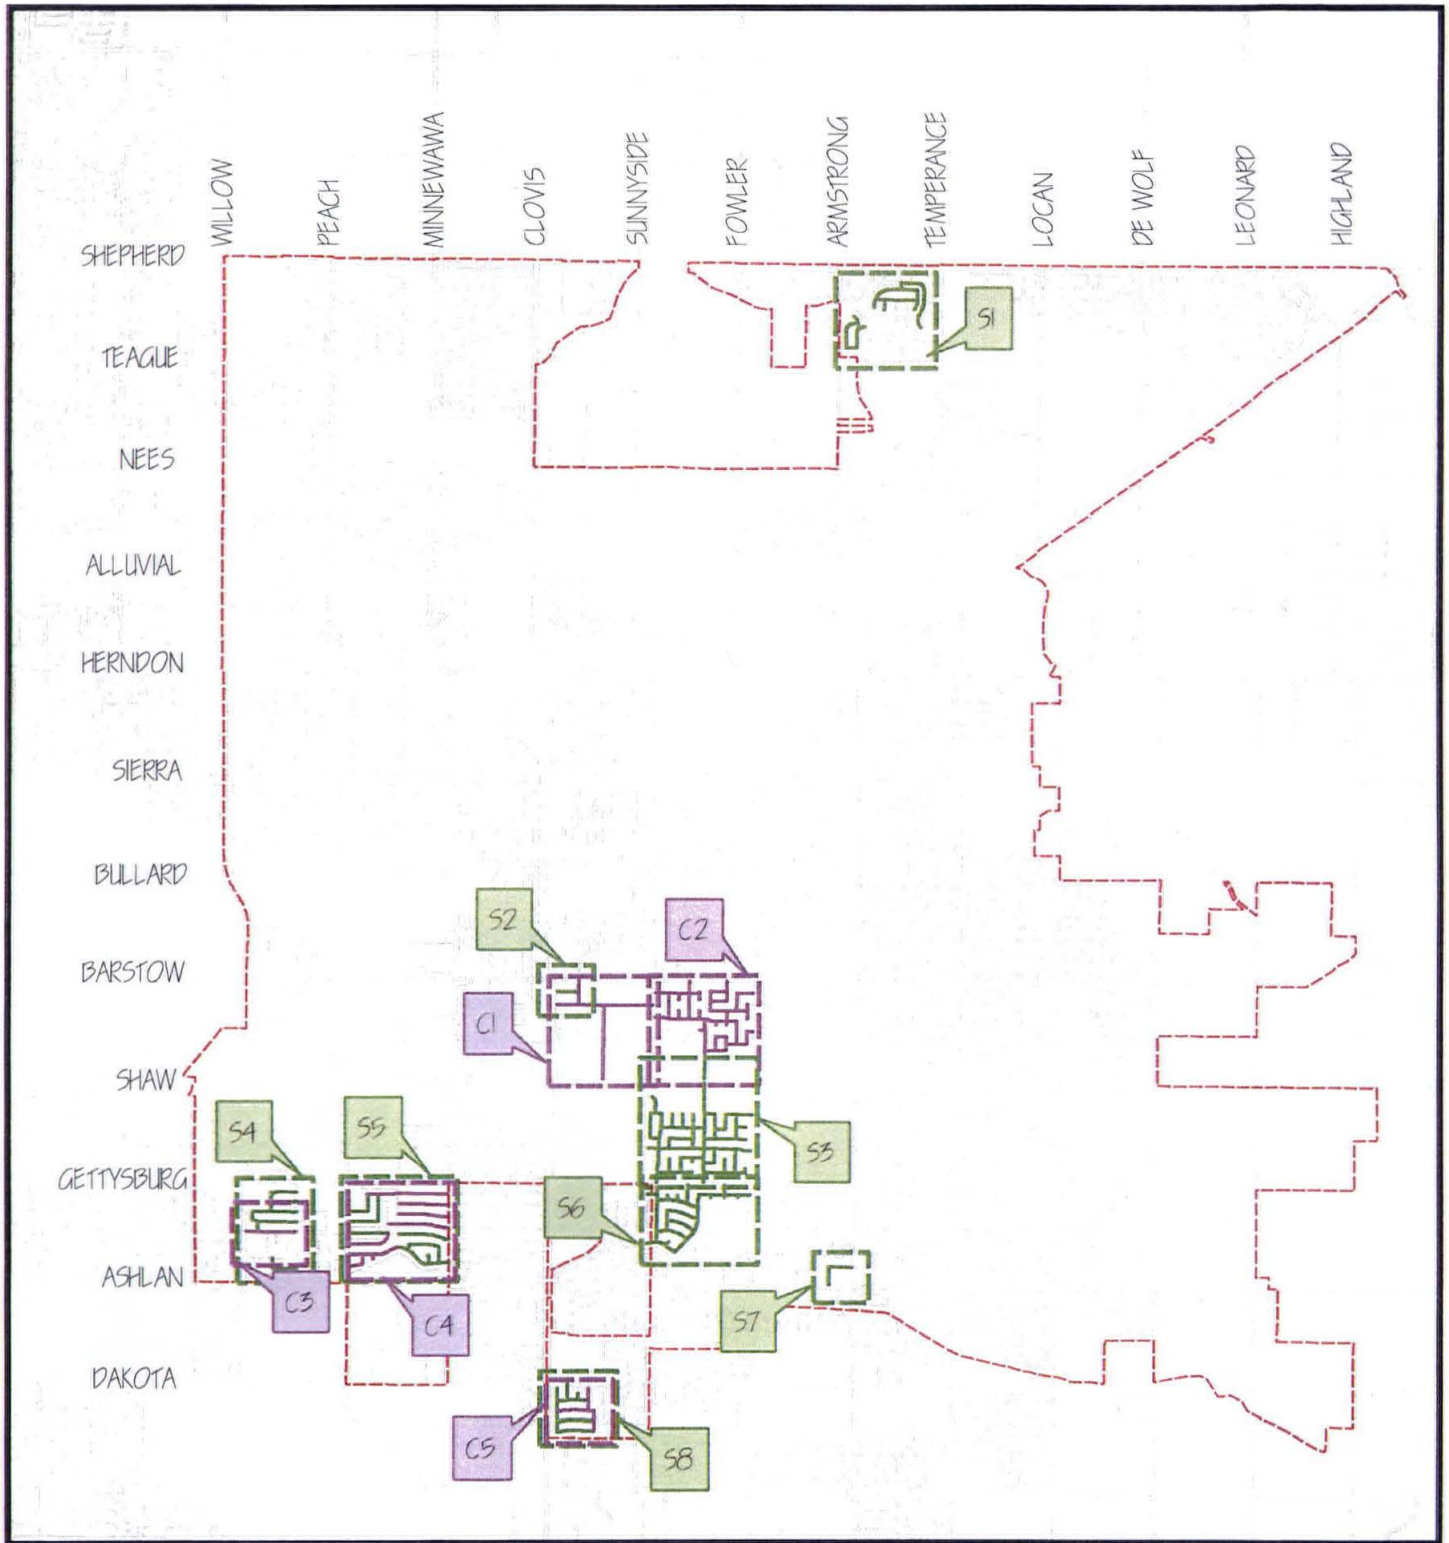 WILLOW
PEACH
MINNEWAWA
CLOVIS
SUNNYSIDE
FOWLER
ARMSTRONG
TEMPERANCE
LOCAN
DE WOLF
LEONARD
HIGHLAND
SHEPHERD
S1
TEAGUE
NEES
ALLUVIAL
HERNDON
SIERRA
BULLARD
S2
C2
BARSTOW
C1
SHAW
S4
S5
S3
GETTYSBURG
S6
ASHLAN
C3
C4
S7
DAKOTA
C5
S8